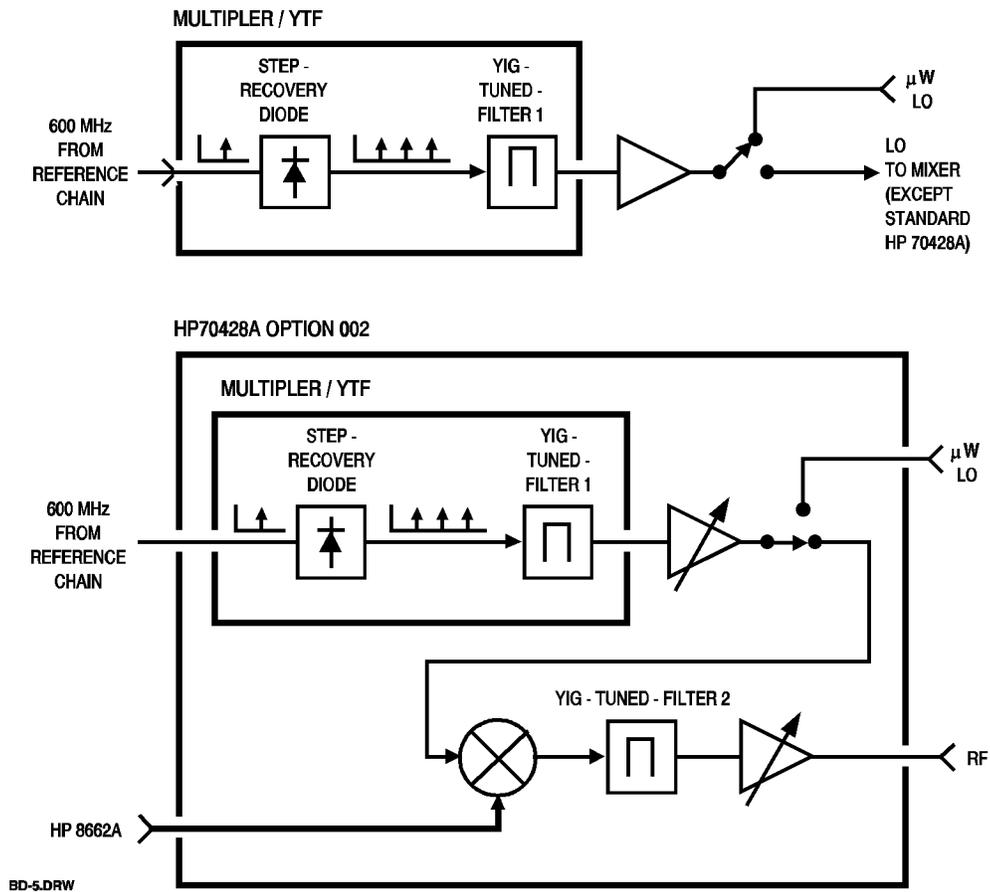 MULTIPLER / YTF
STEP -
RECOVERY
DIODE
YIG -
TUNED -
FILTER 1
600 MHz
FROM
REFERENCE
CHAIN
μW
LO
LO
TO MIXER
(EXCEPT
STANDARD
HP 70428A)
HP70428A OPTION 002
MULTIPLER / YTF
STEP -
RECOVERY
DIODE
YIG -
TUNED -
FILTER 1
600 MHz
FROM
REFERENCE
CHAIN
μW
LO
YIG - TUNED - FILTER 2
RF
HP 8662A
BD-5.DRW